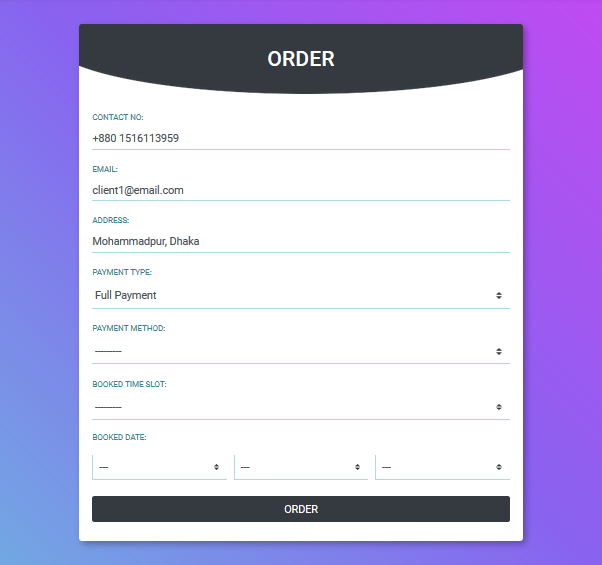 ORDER
CONTACT NO:
+880 1516113959
EMAIL:
client1@email.com
ADDRESS:
Mohammadpur, Dhaka
PAYMENT TYPE:
Full Payment
PAYMENT METHOD:
---------
BOOKED TIME SLOT:
---------
BOOKED DATE:
--- --- ---
ORDER